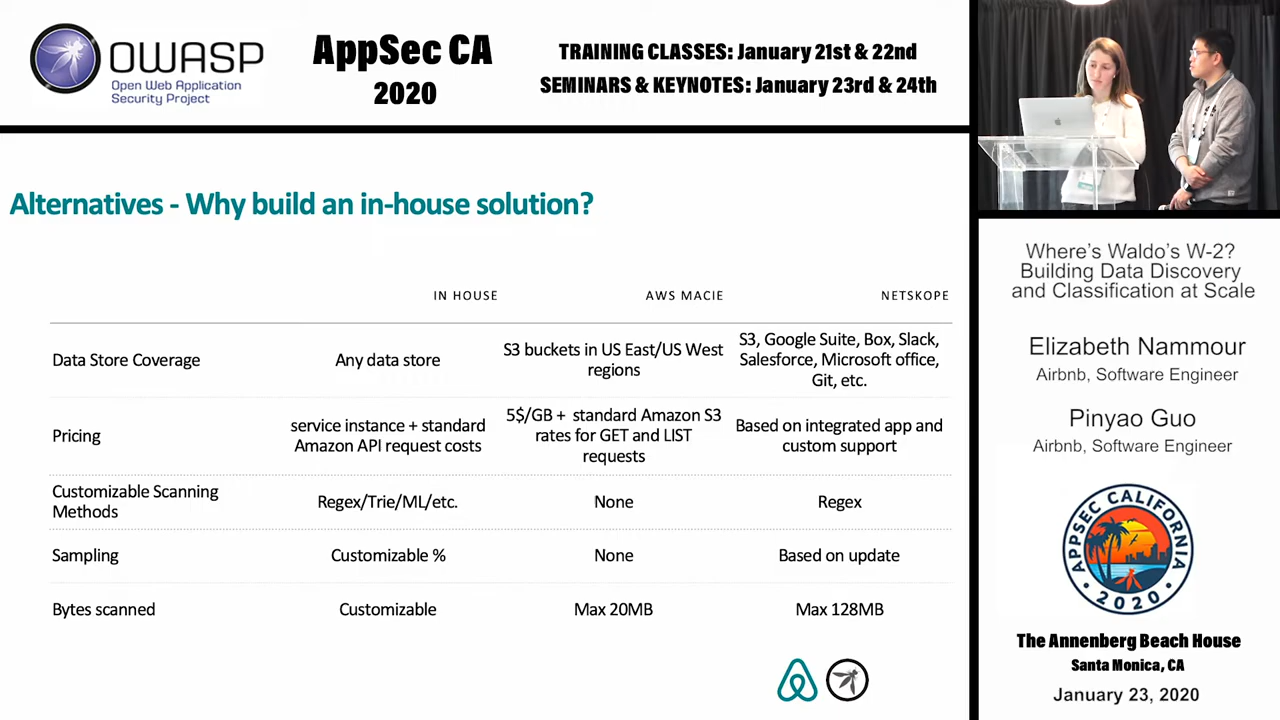 OWASP
Open Web Application
Security Project
AppSec CA
2020
TRAINING CLASSES: January 21st & 22nd
SEMINARS & KEYNOTES: January 23rd & 24th
Alternatives - Why build an in-house solution?
IN HOUSE AWS MACIE NETSKOPE
Data Store Coverage
Any data store
S3 buckets in US East/US West
regions
S3, Google Suite, Box, Slack,
Salesforce, Microsoft office,
Git, etc.
Pricing
service instance + standard
Amazon API request costs
5$/GB + standard Amazon S3
rates for GET and LIST
requests
Based on integrated app and
custom support
Customizable Scanning
Methods
Regex/Trie/ML/etc.
None
Regex
Sampling
Customizable %
None
Based on update
Bytes scanned
Customizable
Max 20MB
Max 128MB
Where's Waldo's W-2?
Building Data Discovery
and Classification at Scale
Elizabeth Nammour
Airbnb, Software Engineer
Pinyao Guo
Airbnb, Software Engineer
APPSEC CALIFORNIA
2020
The Annenberg Beach House
Santa Monica, CA
January 23, 2020